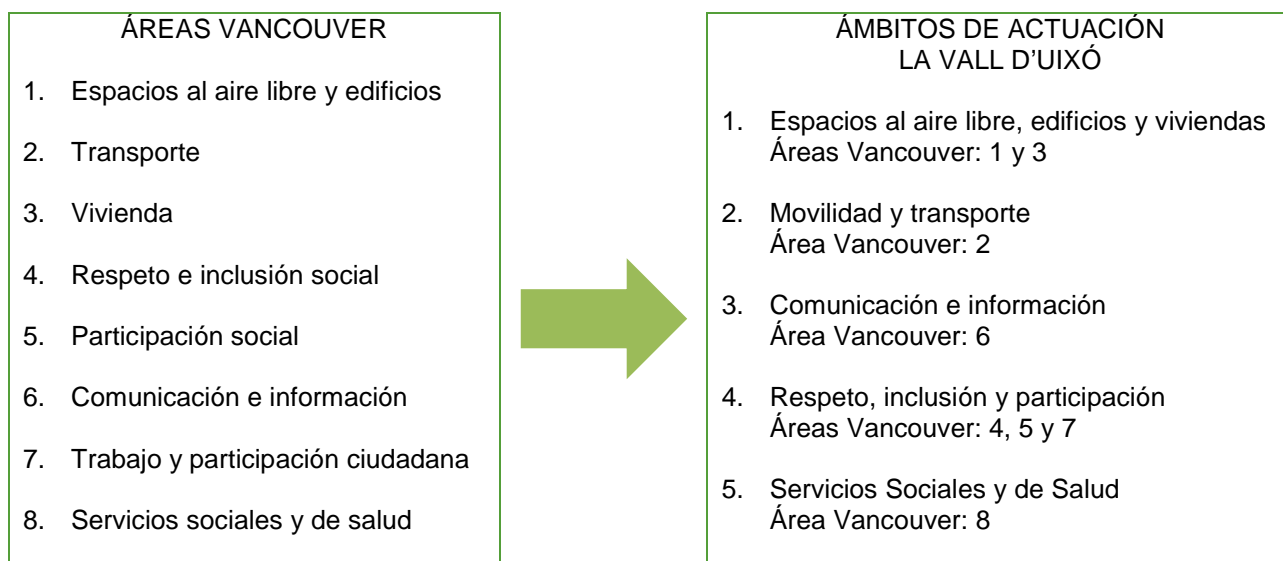 ÁREAS VANCOUVER
1. Espacios al aire libre y edificios
2. Transporte
3. Vivienda
4. Respeto e inclusión social
5. Participación social
6. Comunicación e información
7. Trabajo y participación ciudadana
8. Servicios sociales y de salud
ÁMBITOS DE ACTUACIÓN
LA VALL D'UIXÓ
1. Espacios al aire libre, edificios y viviendas
Áreas Vancouver: 1 y 3
2. Movilidad y transporte
Área Vancouver: 2
3. Comunicación e información
Área Vancouver: 6
4. Respeto, inclusión y participación
Áreas Vancouver: 4, 5 y 7
5. Servicios Sociales y de Salud
Área Vancouver: 8